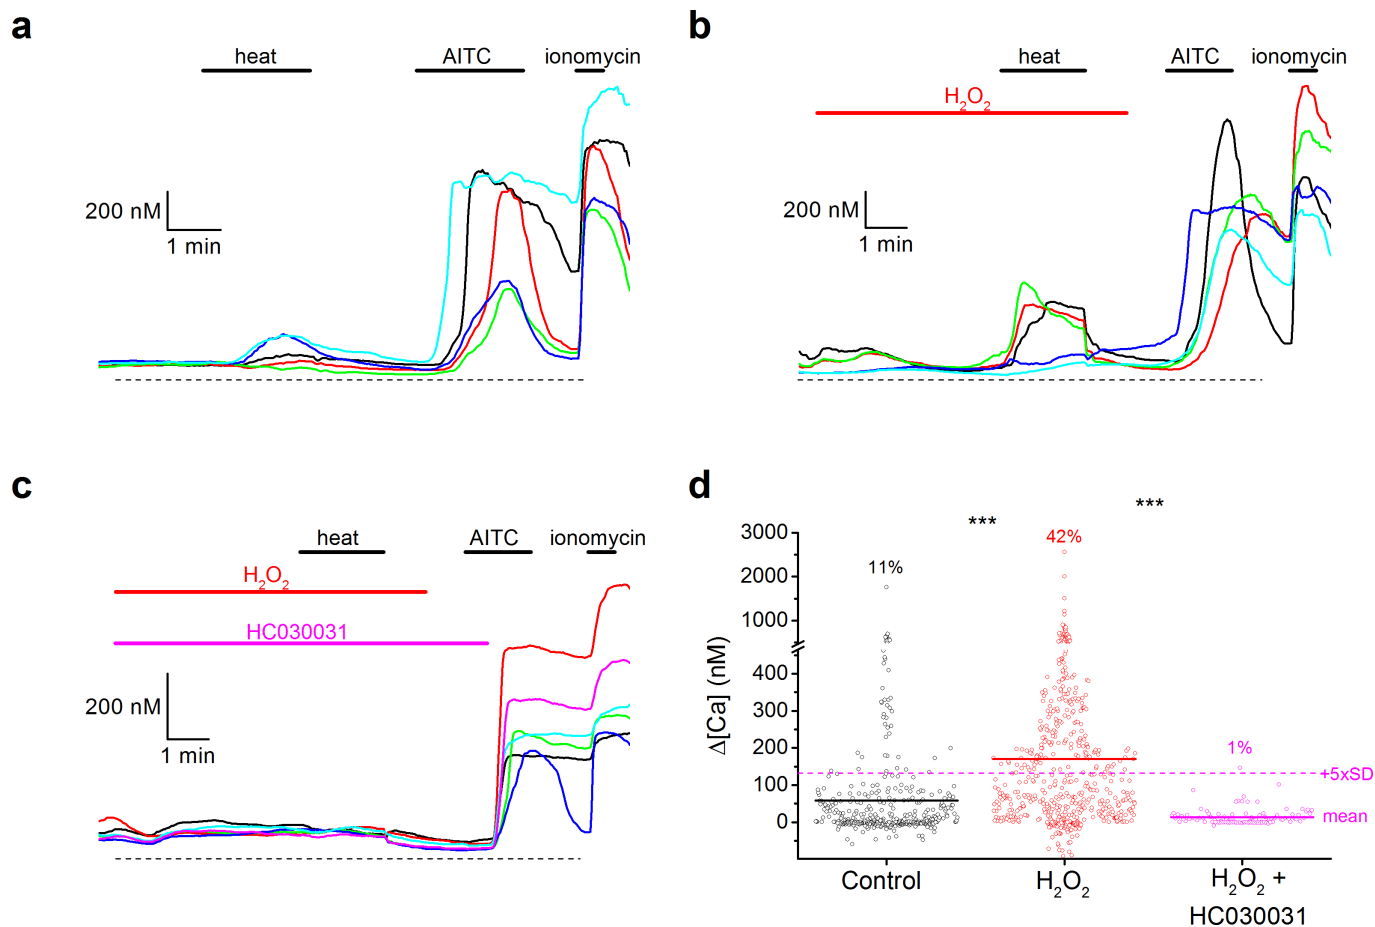 a
heat AITC ionomycin
200 nM
1 min
b
heat AITC ionomycin
H₂O₂
200 nM
1 min
c
heat AITC ionomycin
H₂O₂
HC030031
200 nM
1 min
d
*** ***
3000
2000
1000
400
300
200
100
0
Δ[Ca] (nM)
11% 42% 1%
+5xSD
mean
Control H₂O₂ H₂O₂ +
HC030031